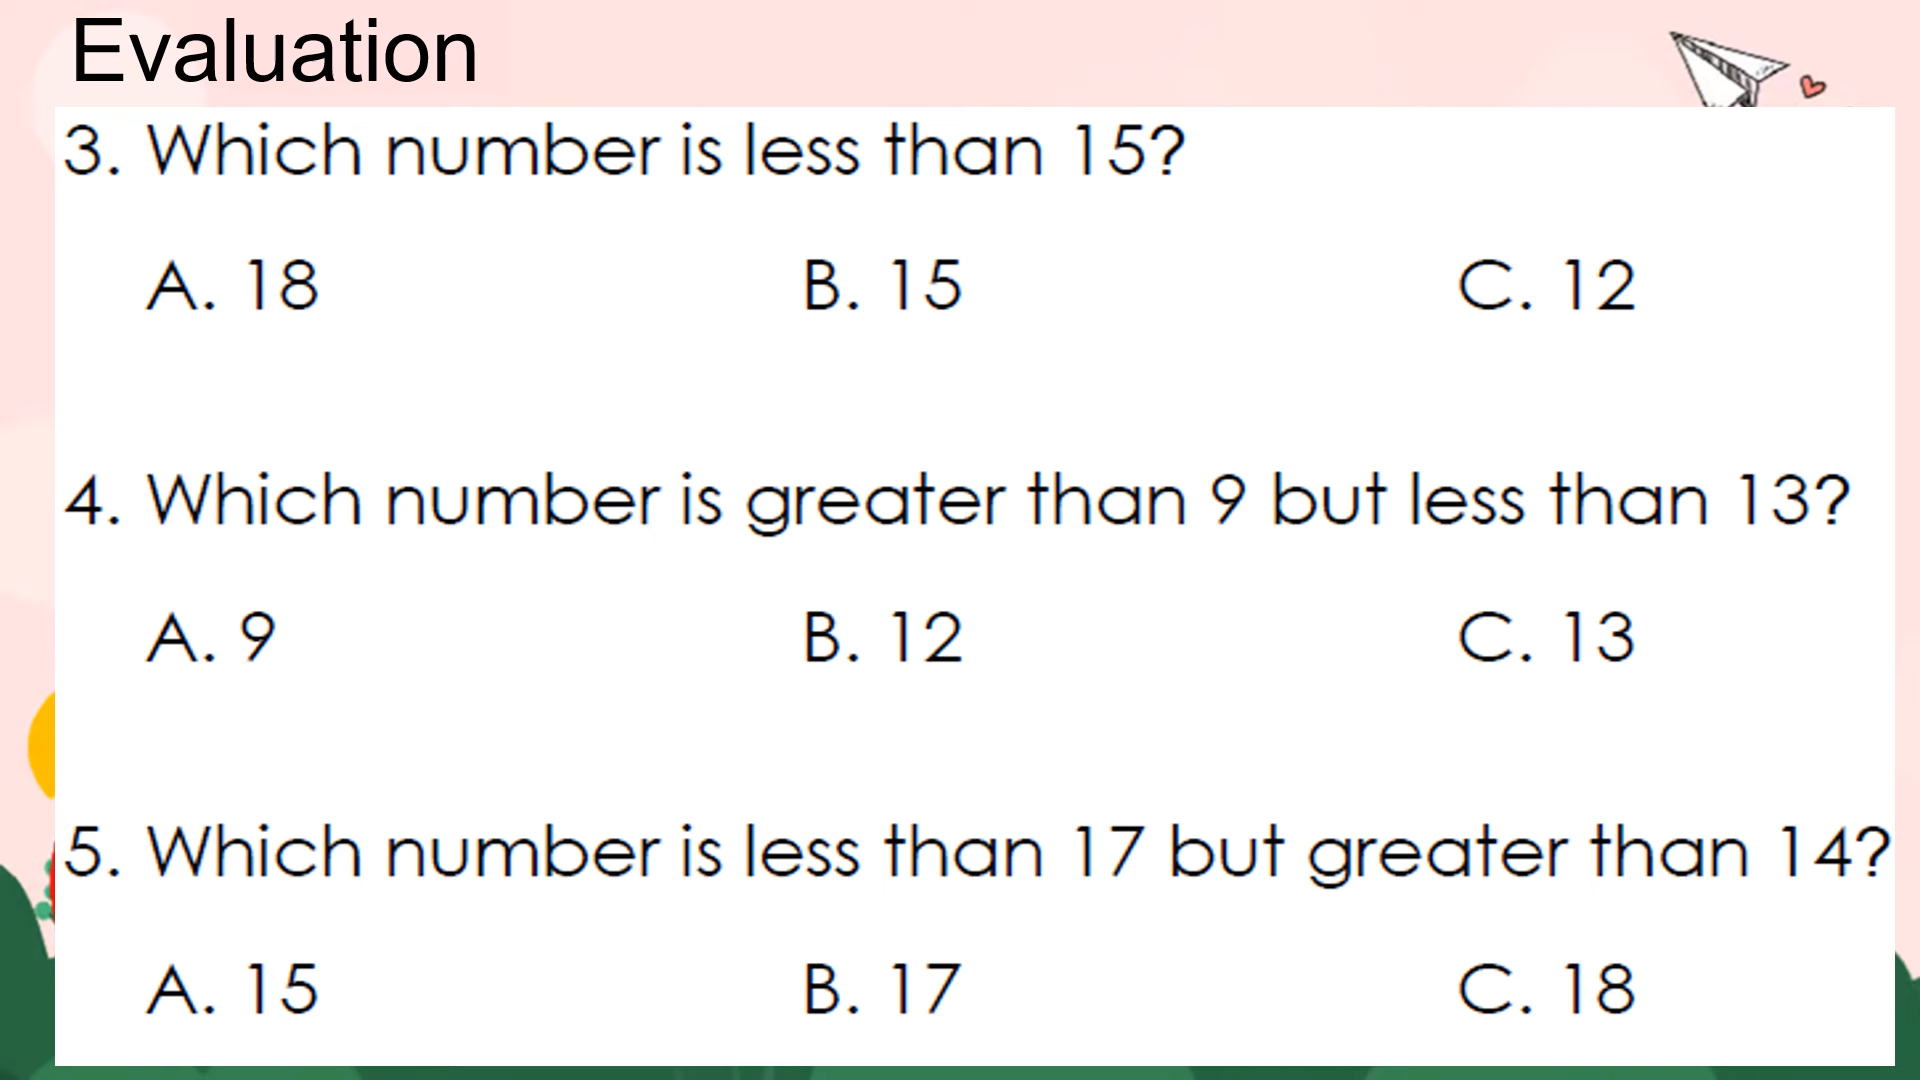 Evaluation
3. Which number is less than 15?
A. 18 B. 15 C. 12
4. Which number is greater than 9 but less than 13?
A. 9 B. 12 C. 13
5. Which number is less than 17 but greater than 14?
A. 15 B. 17 C. 18